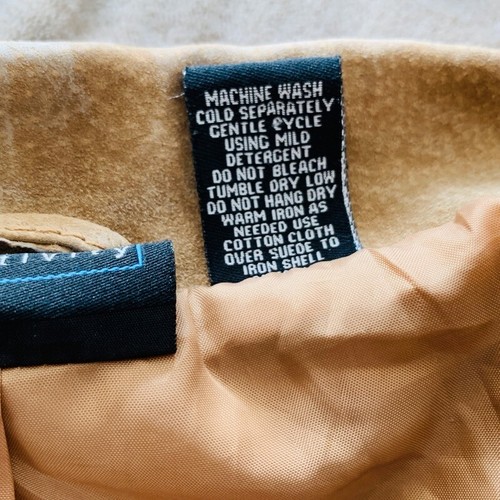 MACHINE WASH
COLD SEPARATELY
GENTLE CYCLE
USING MILD
DETERGENT
DO NOT BLEACH
TUMBLE DRY LOW
DO NOT HANG DRY
WARM IRON AS
NEEDED USE
COTTON CLOTH
OVER SUEDE TO
IRON SHELL